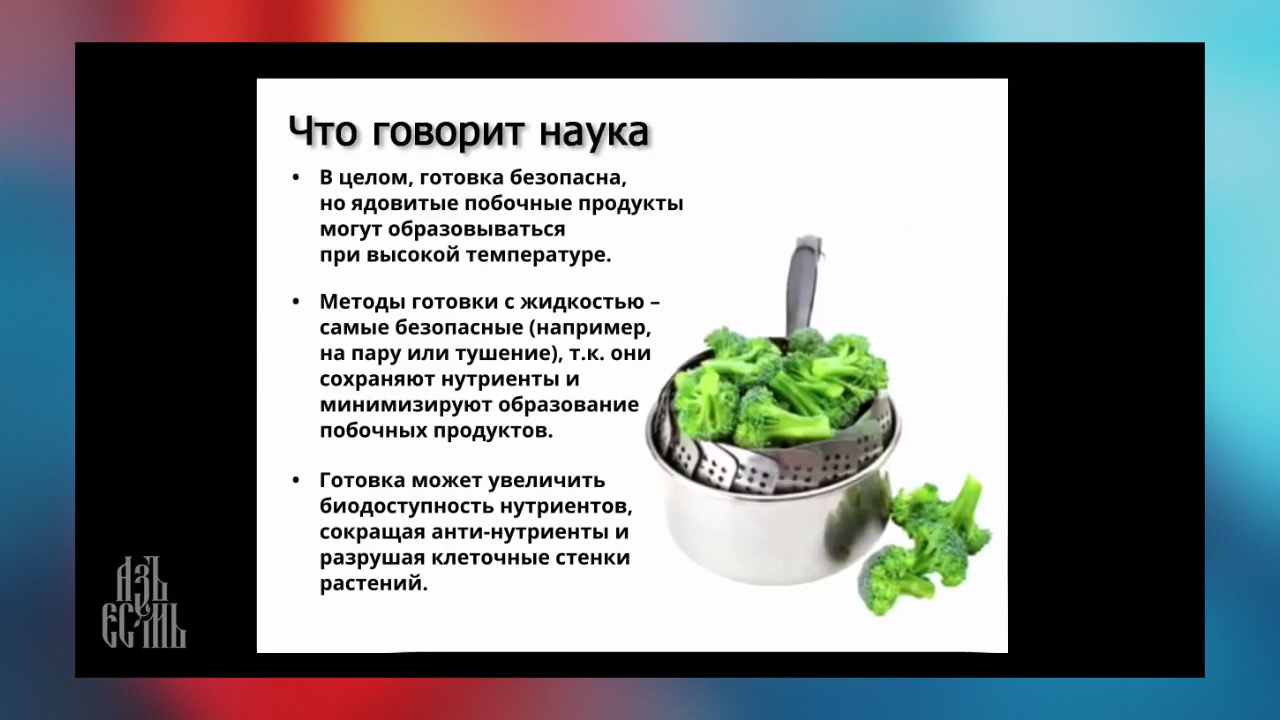 Что говорит наука
• В целом, готовка безопасна,
но ядовитые побочные продукты
могут образовываться
при высокой температуре.
• Методы готовки с жидкостью –
самые безопасные (например,
на пару или тушение), т.к. они
сохраняют нутриенты и
минимизируют образование
побочных продуктов.
• Готовка может увеличить
биодоступность нутриентов,
сокращая анти-нутриенты и
разрушая клеточные стенки
растений.
АЗЪ
ЕСМЬ